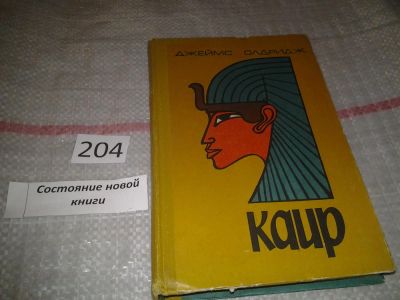 ДЖЕЙМС ОЛДРИДЖ
204
Состояние новой
книги
каир